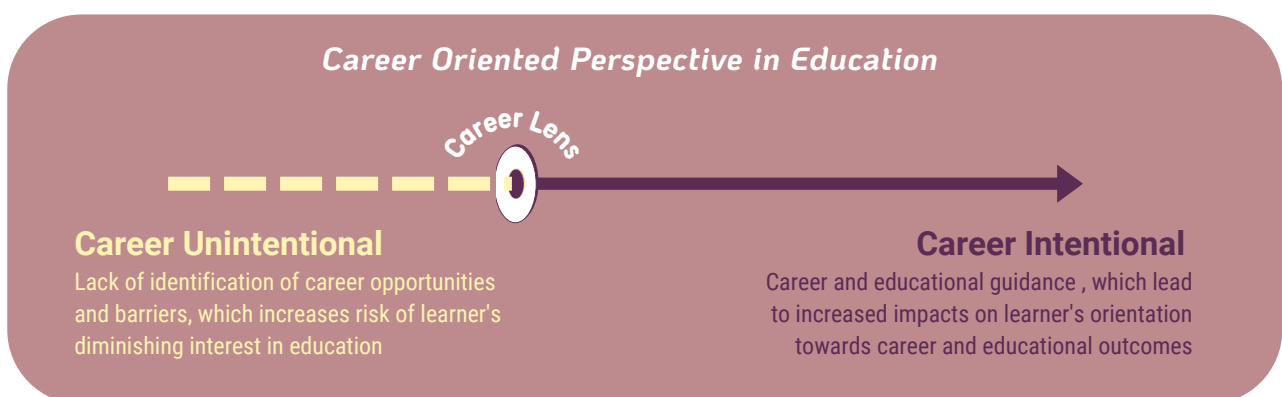 Career Oriented Perspective in Education
Career Lens
Career Unintentional
Lack of identification of career opportunities
and barriers, which increases risk of learner's
diminishing interest in education
Career Intentional
Career and educational guidance , which lead
to increased impacts on learner's orientation
towards career and educational outcomes